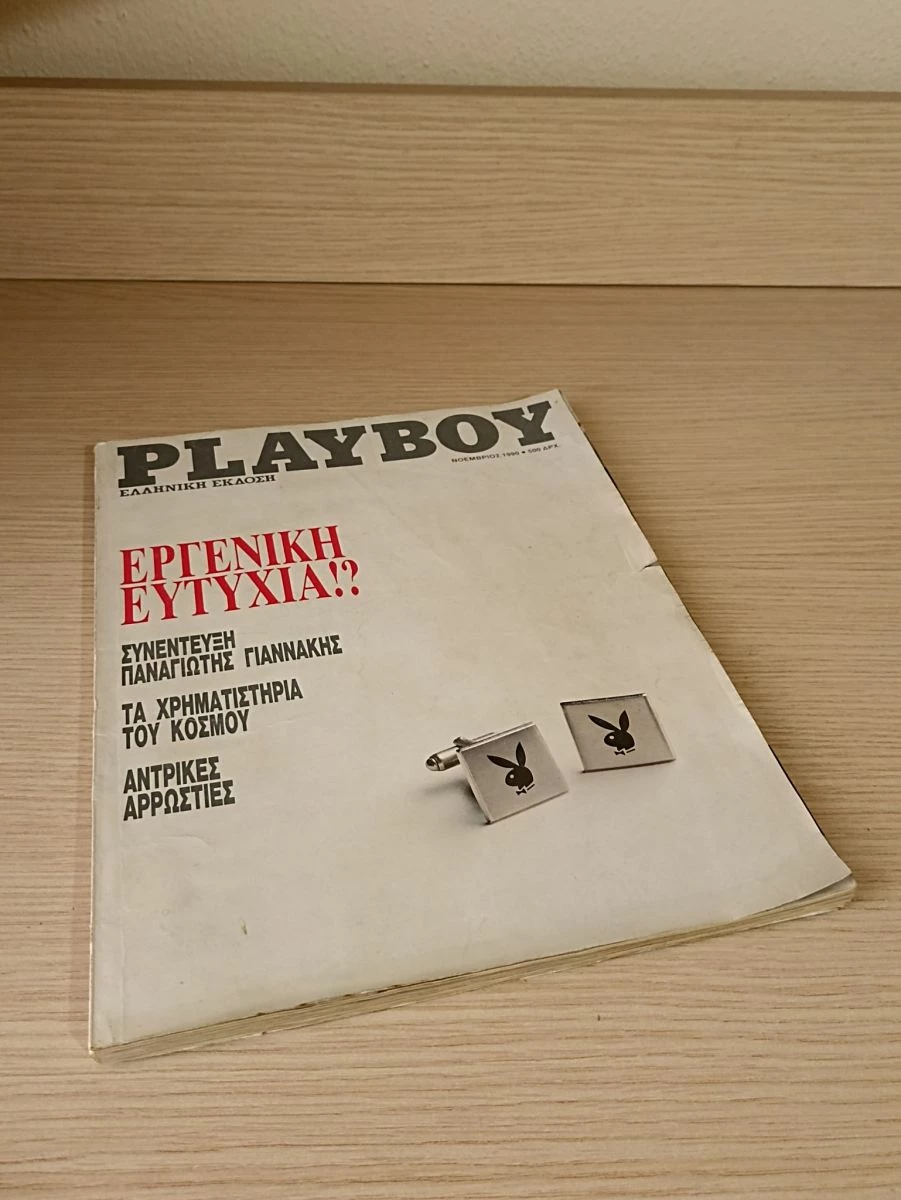 PLAYBOY
ΕΛΛΗΝΙΚΗ ΕΚΔΟΣΗ
ΝΟΕΜΒΡΙΟΣ 1990 • 500 ΔΡΧ.
ΕΡΓΕΝΙΚΗ
ΕΥΤΥΧΙΑ!?
ΣΥΝΕΝΤΕΥΞΗ
ΠΑΝΑΓΙΩΤΗΣ ΓΙΑΝΝΑΚΗΣ
ΤΑ ΧΡΗΜΑΤΙΣΤΗΡΙΑ
ΤΟΥ ΚΟΣΜΟΥ
ΑΝΤΡΙΚΕΣ
ΑΡΡΩΣΤΙΕΣ